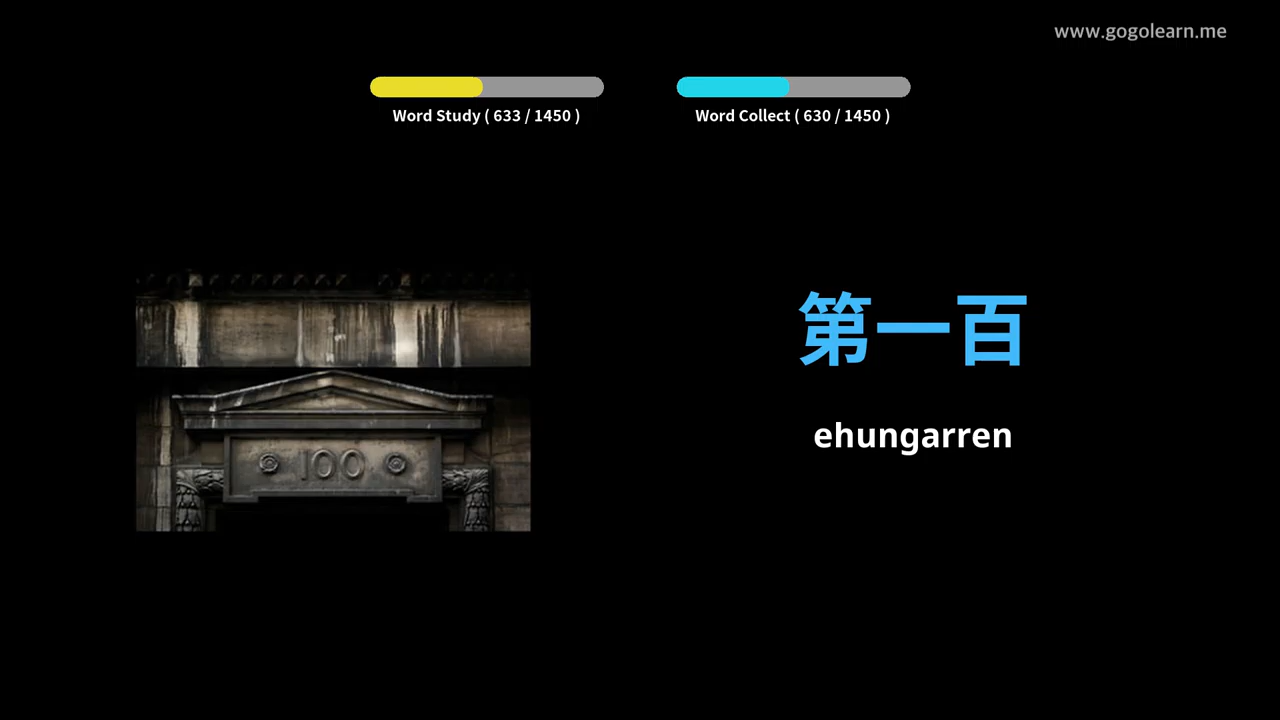 www.gogolearn.me
Word Study ( 633 / 1450 )
Word Collect ( 630 / 1450 )
第一百
ehungarren
100